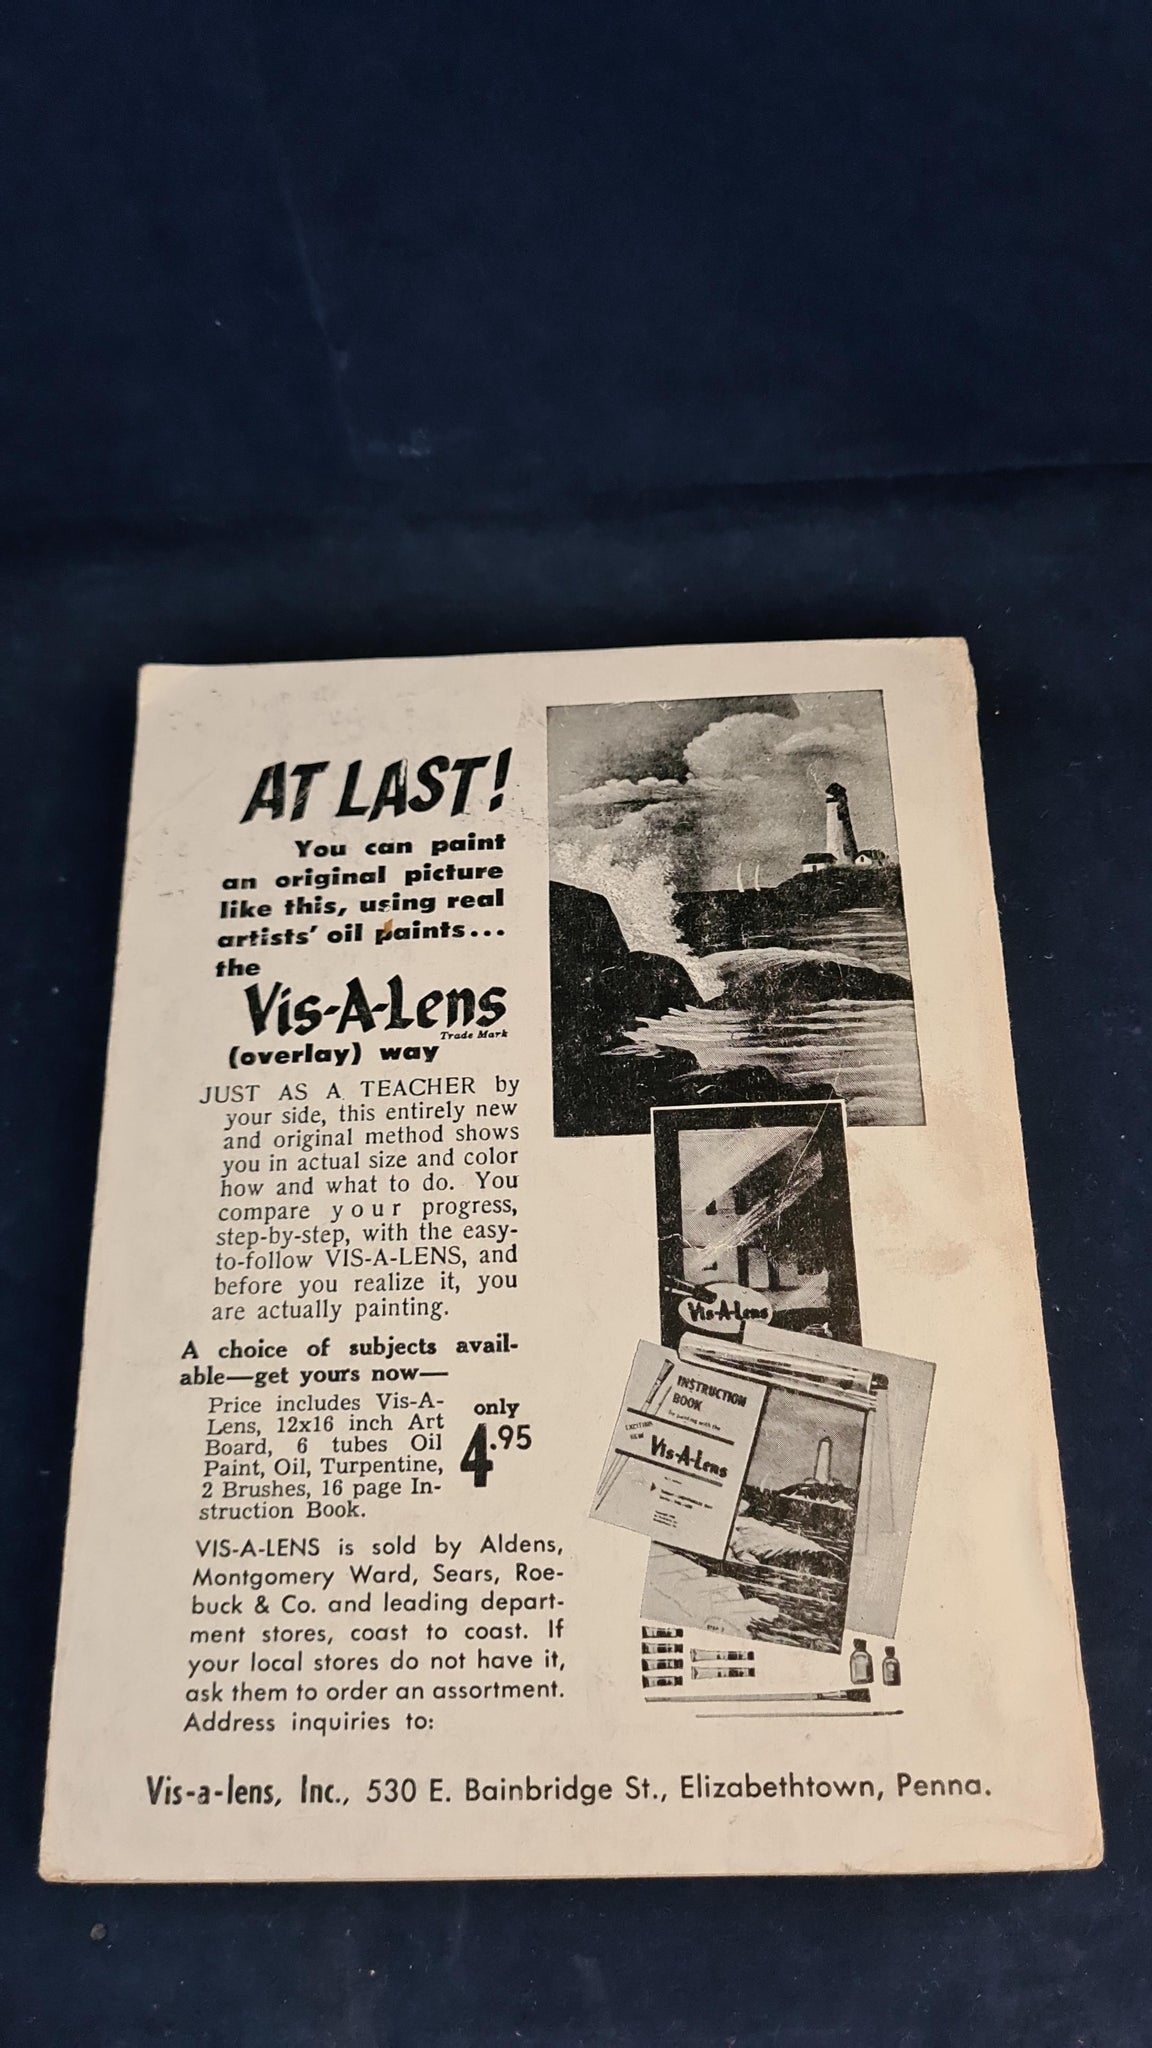 AT LAST!
You can paint
an original picture
like this, using real
artists' oil paints...
the
Vis-A-Lens
Trade Mark
(overlay) way
JUST AS A TEACHER by
your side, this entirely new
and original method shows
you in actual size and color
how and what to do. You
compare your progress,
step-by-step, with the easy-
to-follow VIS-A-LENS, and
before you realize it, you
are actually painting.
A choice of subjects avail-
able—get yours now—
Price includes Vis-A-
Lens, 12x16 inch Art
Board, 6 tubes Oil
Paint, Oil, Turpentine,
2 Brushes, 16 page In-
struction Book.
only
4.95
VIS-A-LENS is sold by Aldens,
Montgomery Ward, Sears, Roe-
buck & Co. and leading depart-
ment stores, coast to coast. If
your local stores do not have it,
ask them to order an assortment.
Address inquiries to:
Vis-A-Lens
INSTRUCTION
BOOK
for painting with the
EXCITING
NEW
Vis-A-Lens
Vis-a-lens, Inc., 530 E. Bainbridge St., Elizabethtown, Penna.